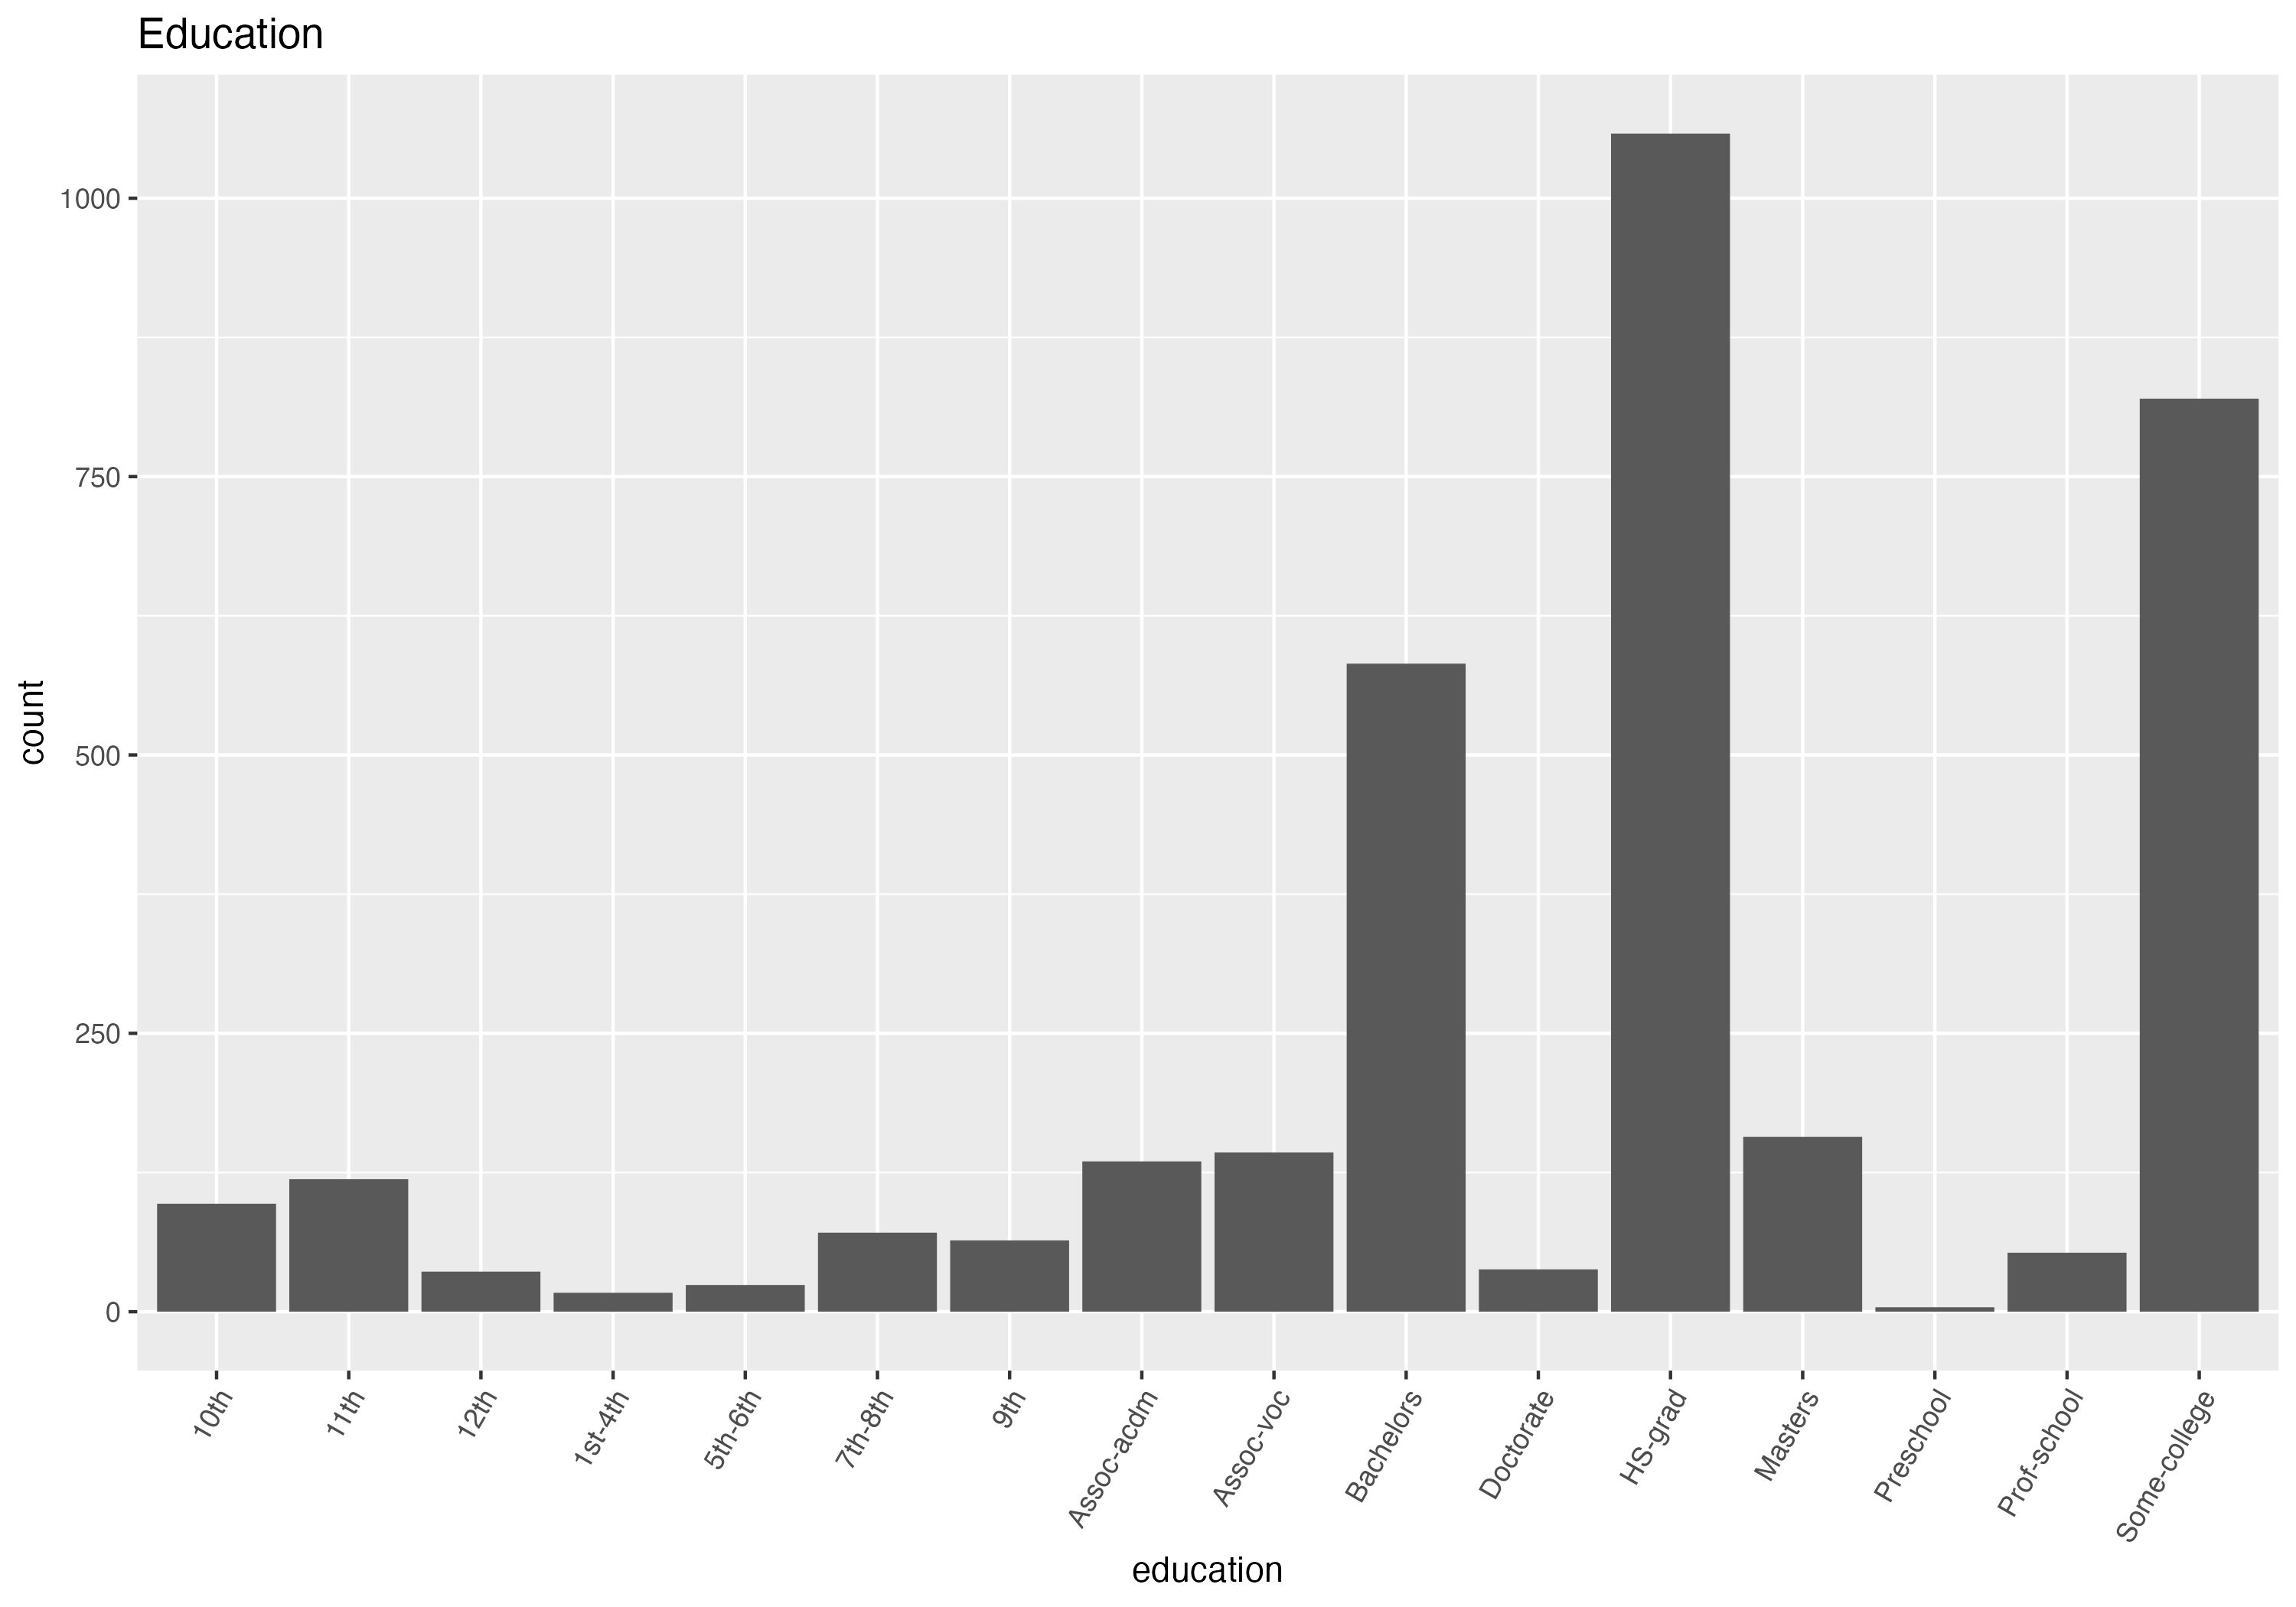 Education
count
1000
750
500
250
0
10th
11th
12th
1st-4th
5th-6th
7th-8th
9th
Assoc-acdm
Assoc-voc
Bachelors
Doctorate
HS-grad
Masters
Preschool
Prof-school
Some-college
education